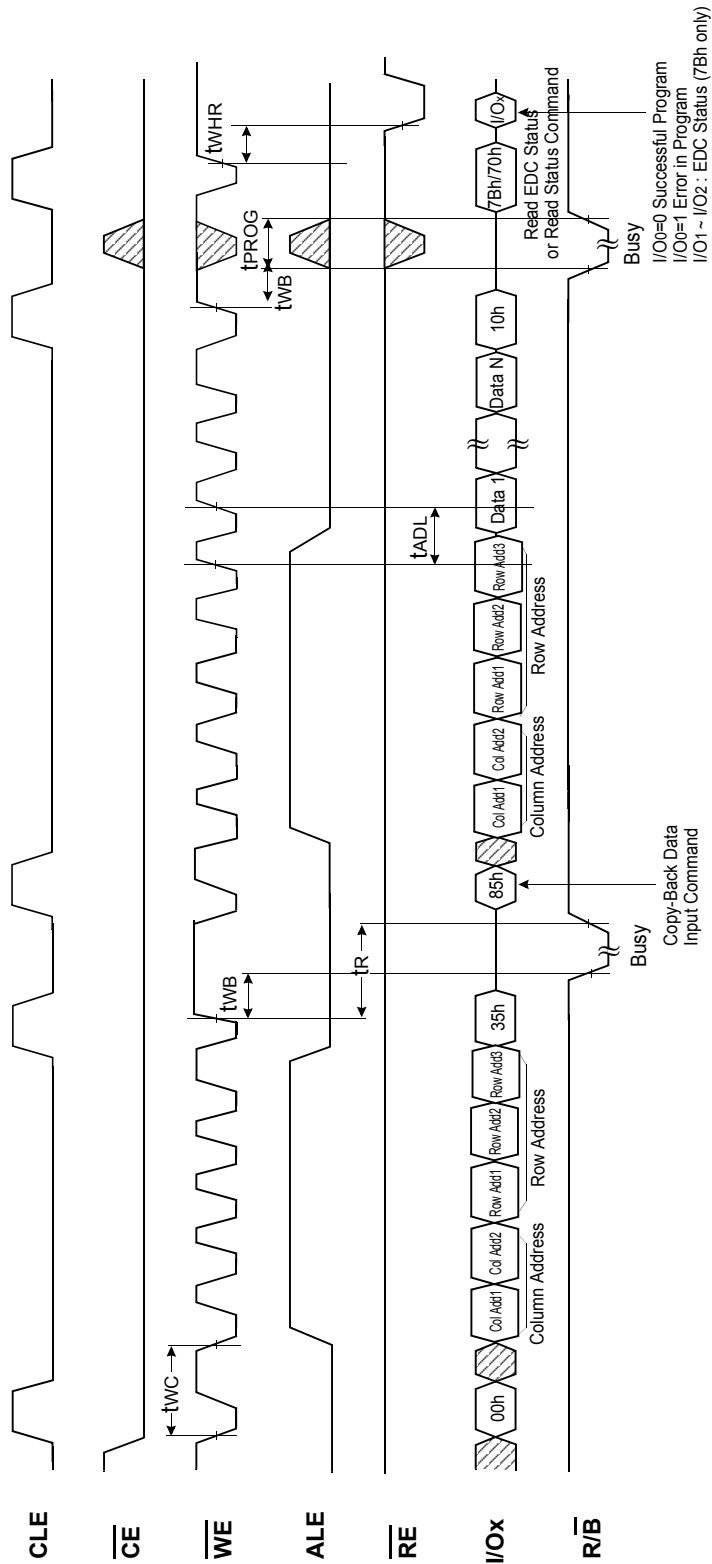 CLE
CE
WE
ALE
RE
I/Ox
R/B
tWC
tWB
tR
tADL
tWB
tPROG
tWHR
00h
Col Add1
Col Add2
Row Add1
Row Add2
Row Add3
35h
85h
Col Add1
Col Add2
Row Add1
Row Add2
Row Add3
Data 1
Data N
10h
7Bh/70h
I/Ox
Column Address
Row Address
Column Address
Row Address
Read EDC Status
or Read Status Command
Busy
Busy
Copy-Back Data
Input Command
I/O0=0 Successful Program
I/O0=1 Error in Program
I/O1 ~ I/O2 : EDC Status (7Bh only)